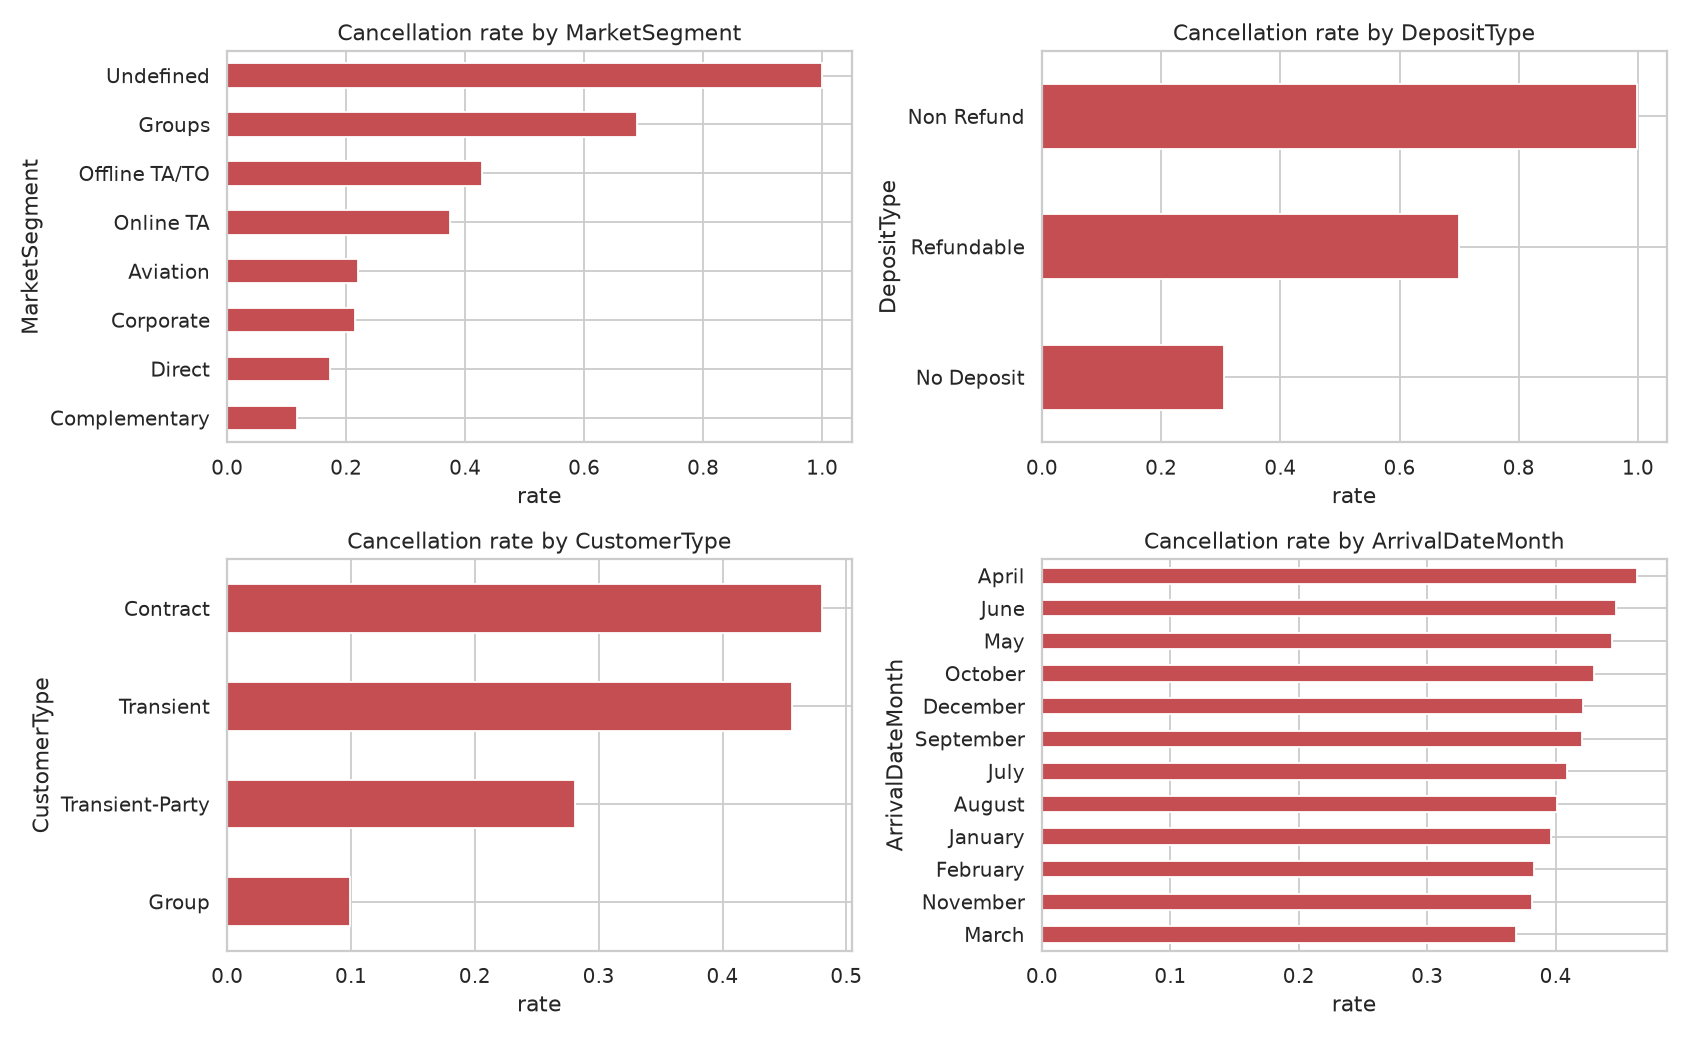 Cancellation rate by MarketSegment
MarketSegment
Undefined
Groups
Offline TA/TO
Online TA
Aviation
Corporate
Direct
Complementary
0.0 0.2 0.4 0.6 0.8 1.0
rate
Cancellation rate by DepositType
DepositType
Non Refund
Refundable
No Deposit
0.0 0.2 0.4 0.6 0.8 1.0
rate
Cancellation rate by CustomerType
CustomerType
Contract
Transient
Transient-Party
Group
0.0 0.1 0.2 0.3 0.4 0.5
rate
Cancellation rate by ArrivalDateMonth
ArrivalDateMonth
April
June
May
October
December
September
July
August
January
February
November
March
0.0 0.1 0.2 0.3 0.4
rate